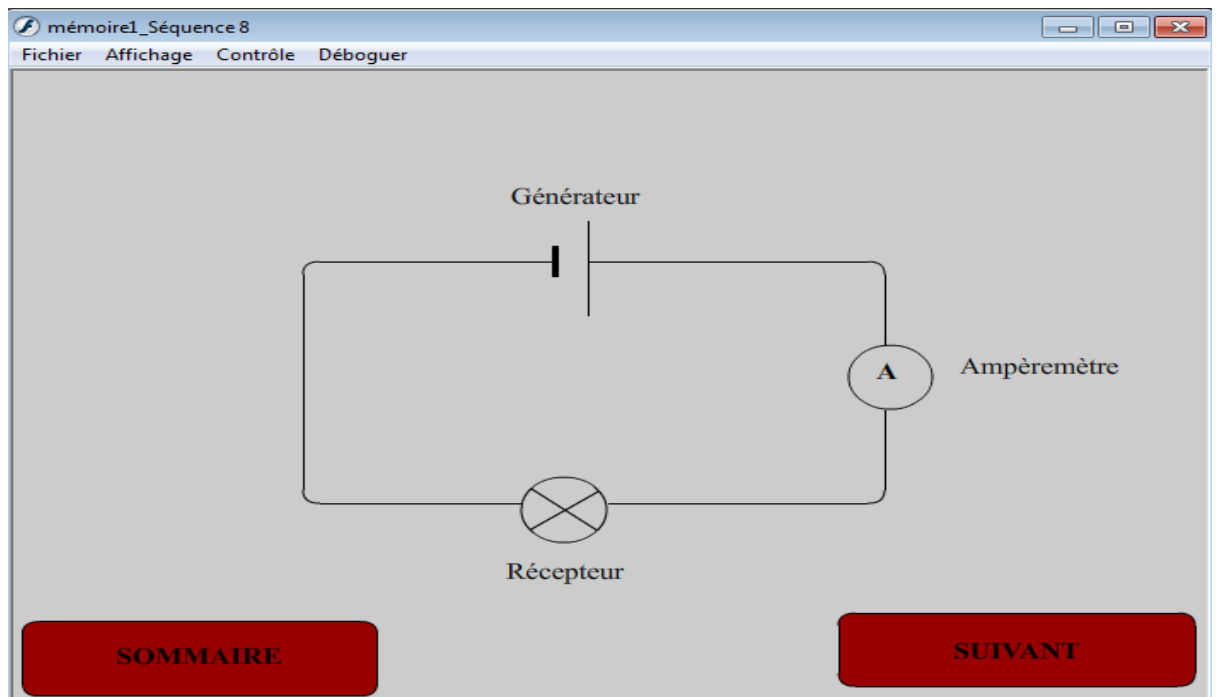 mémoire1_Séquence 8
Fichier Affichage Contrôle Déboguer
Générateur
A
Ampèremètre
Récepteur
SOMMAIRE
SUIVANT